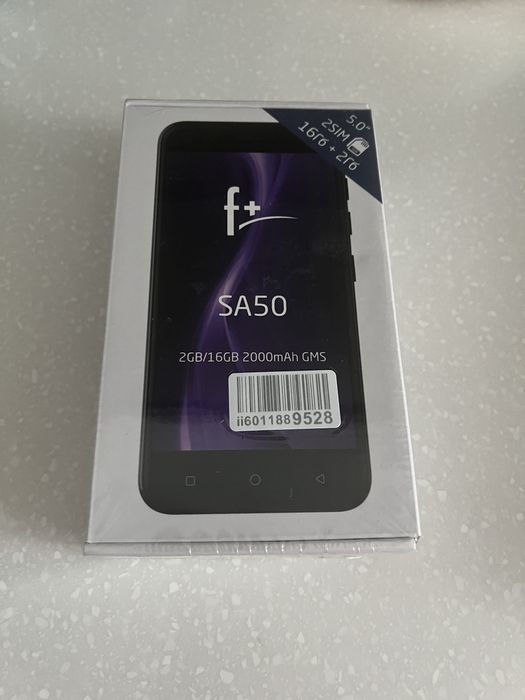 5.0"
2SIM
16Гб + 2Гб
f+
SA50
2GB/16GB 2000mAh GMS
ii6011889528